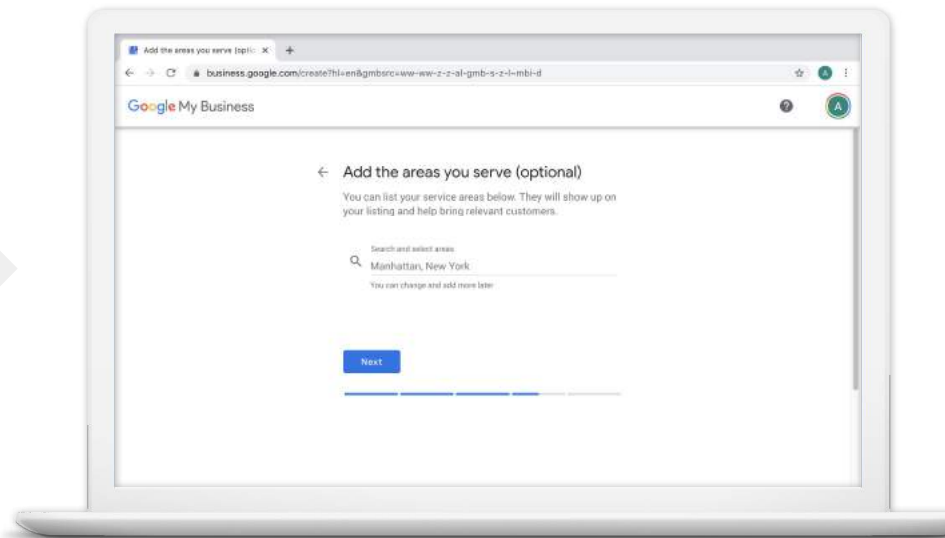 Add the areas you serve (optio
business.google.com/create?hl=en&gmbsrc=ww-ww-z-z-al-gmb-s-z-l-mbi-d
A
Google My Business
A
Add the areas you serve (optional)
You can list your service areas below. They will show up on
your listing and help bring relevant customers.
Search and select areas
Manhattan, New York
You can change and add more later
Next